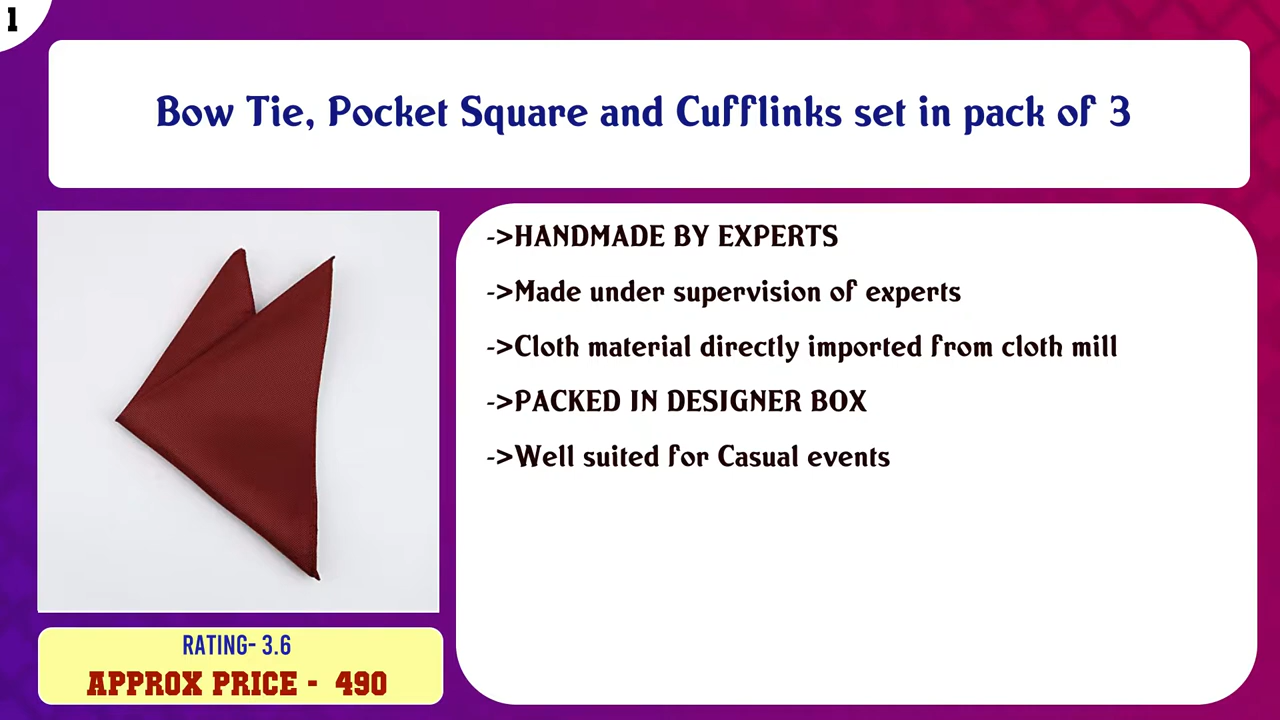 1
Bow Tie, Pocket Square and Cufflinks set in pack of 3
->HANDMADE BY EXPERTS
->Made under supervision of experts
->Cloth material directly imported from cloth mill
->PACKED IN DESIGNER BOX
->Well suited for Casual events
RATING- 3.6
APPROX PRICE - 490